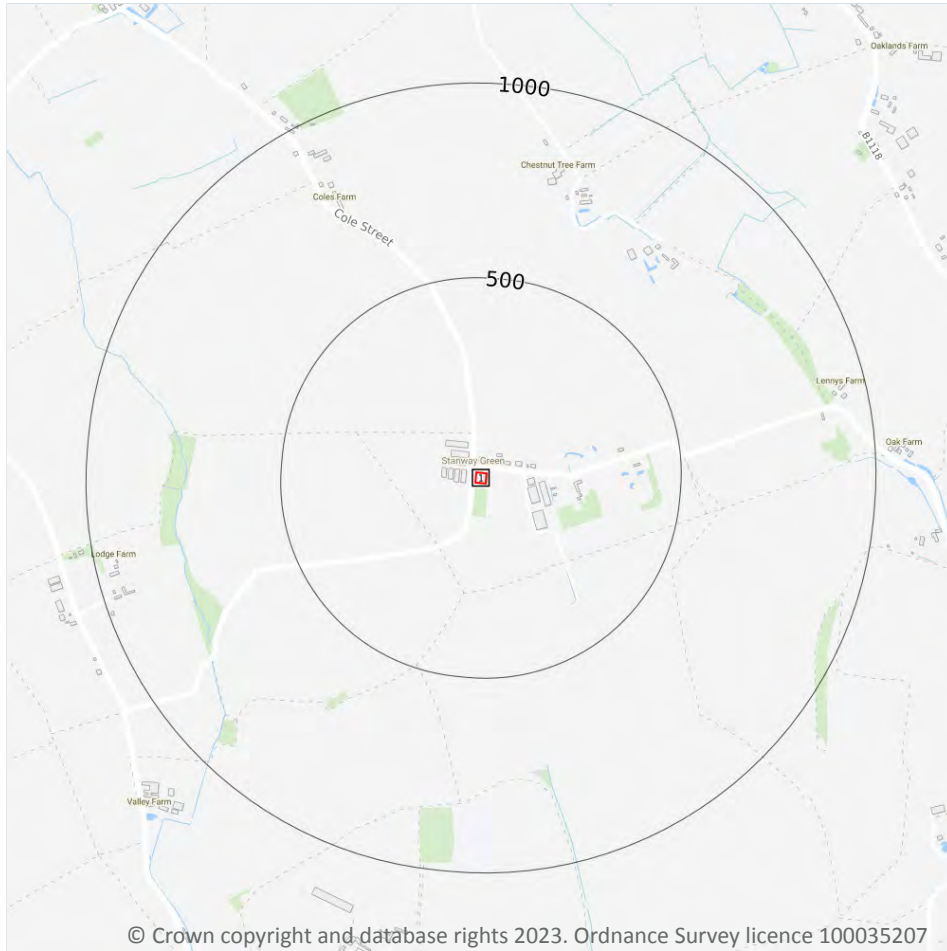 Oaklands Farm
1000
B1118
Chestnut Tree Farm
Coles Farm
Cole Street
500
Lennys Farm
Oak Farm
Stanway Green
1
Lodge Farm
Valley Farm
© Crown copyright and database rights 2023. Ordnance Survey licence 100035207